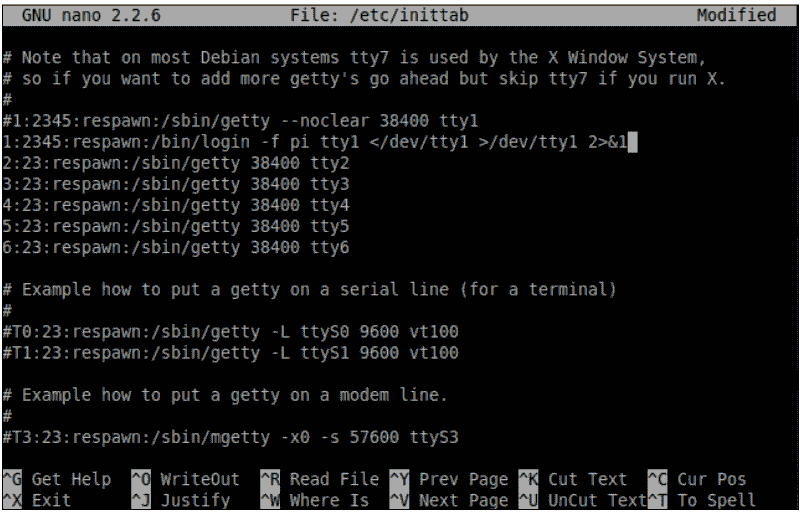 GNU nano 2.2.6 File: /etc/inittab Modified
# Note that on most Debian systems tty7 is used by the X Window System,
# so if you want to add more getty's go ahead but skip tty7 if you run X.
#
#1:2345:respawn:/sbin/getty --noclear 38400 tty1
1:2345:respawn:/bin/login -f pi tty1 </dev/tty1 >/dev/tty1 2>&1
2:23:respawn:/sbin/getty 38400 tty2
3:23:respawn:/sbin/getty 38400 tty3
4:23:respawn:/sbin/getty 38400 tty4
5:23:respawn:/sbin/getty 38400 tty5
6:23:respawn:/sbin/getty 38400 tty6
# Example how to put a getty on a serial line (for a terminal)
#
#T0:23:respawn:/sbin/getty -L ttyS0 9600 vt100
#T1:23:respawn:/sbin/getty -L ttyS1 9600 vt100
# Example how to put a getty on a modem line.
#
#T3:23:respawn:/sbin/mgetty -x0 -s 57600 ttyS3
^G Get Help ^O WriteOut ^R Read File ^Y Prev Page ^K Cut Text ^C Cur Pos
^X Exit ^J Justify ^W Where Is ^V Next Page ^U UnCut Text ^T To Spell